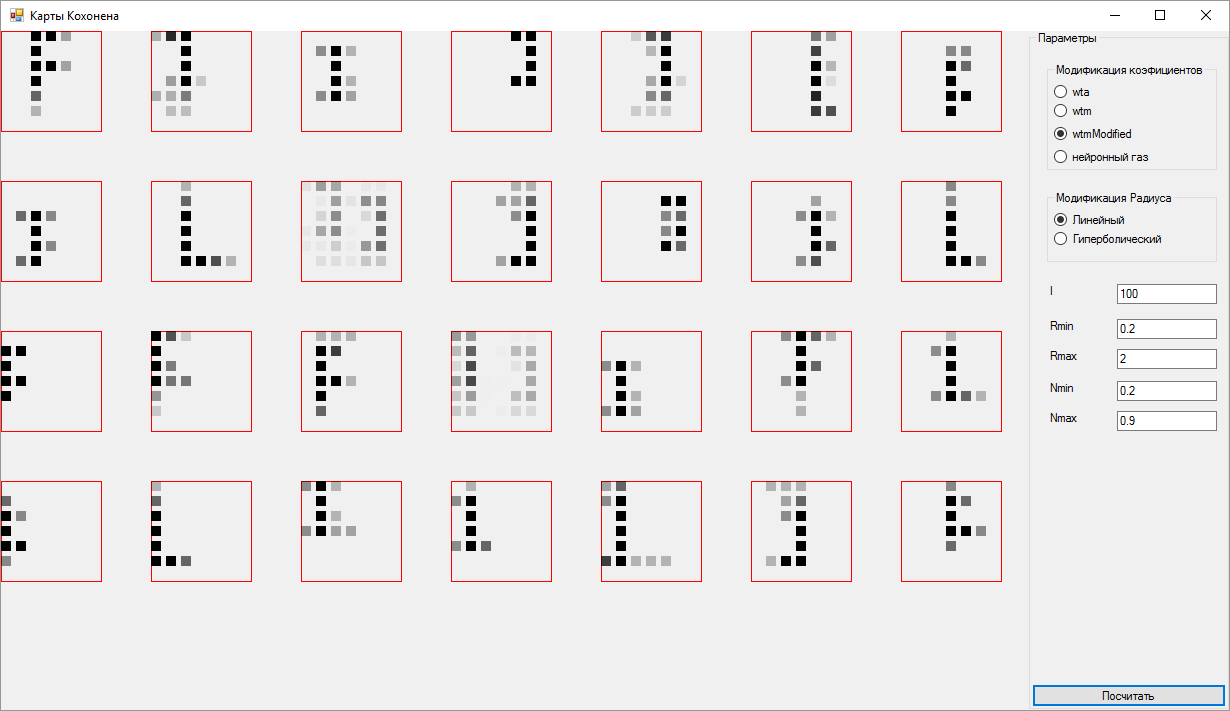 Карты Кохонена
Параметры
Модификация коэфициентов
wta
wtm
wtmModified
нейронный газ
Модификация Радиуса
Линейный
Гиперболический
I 100
Rmin 0.2
Rmax 2
Nmin 0.2
Nmax 0.9
Посчитать